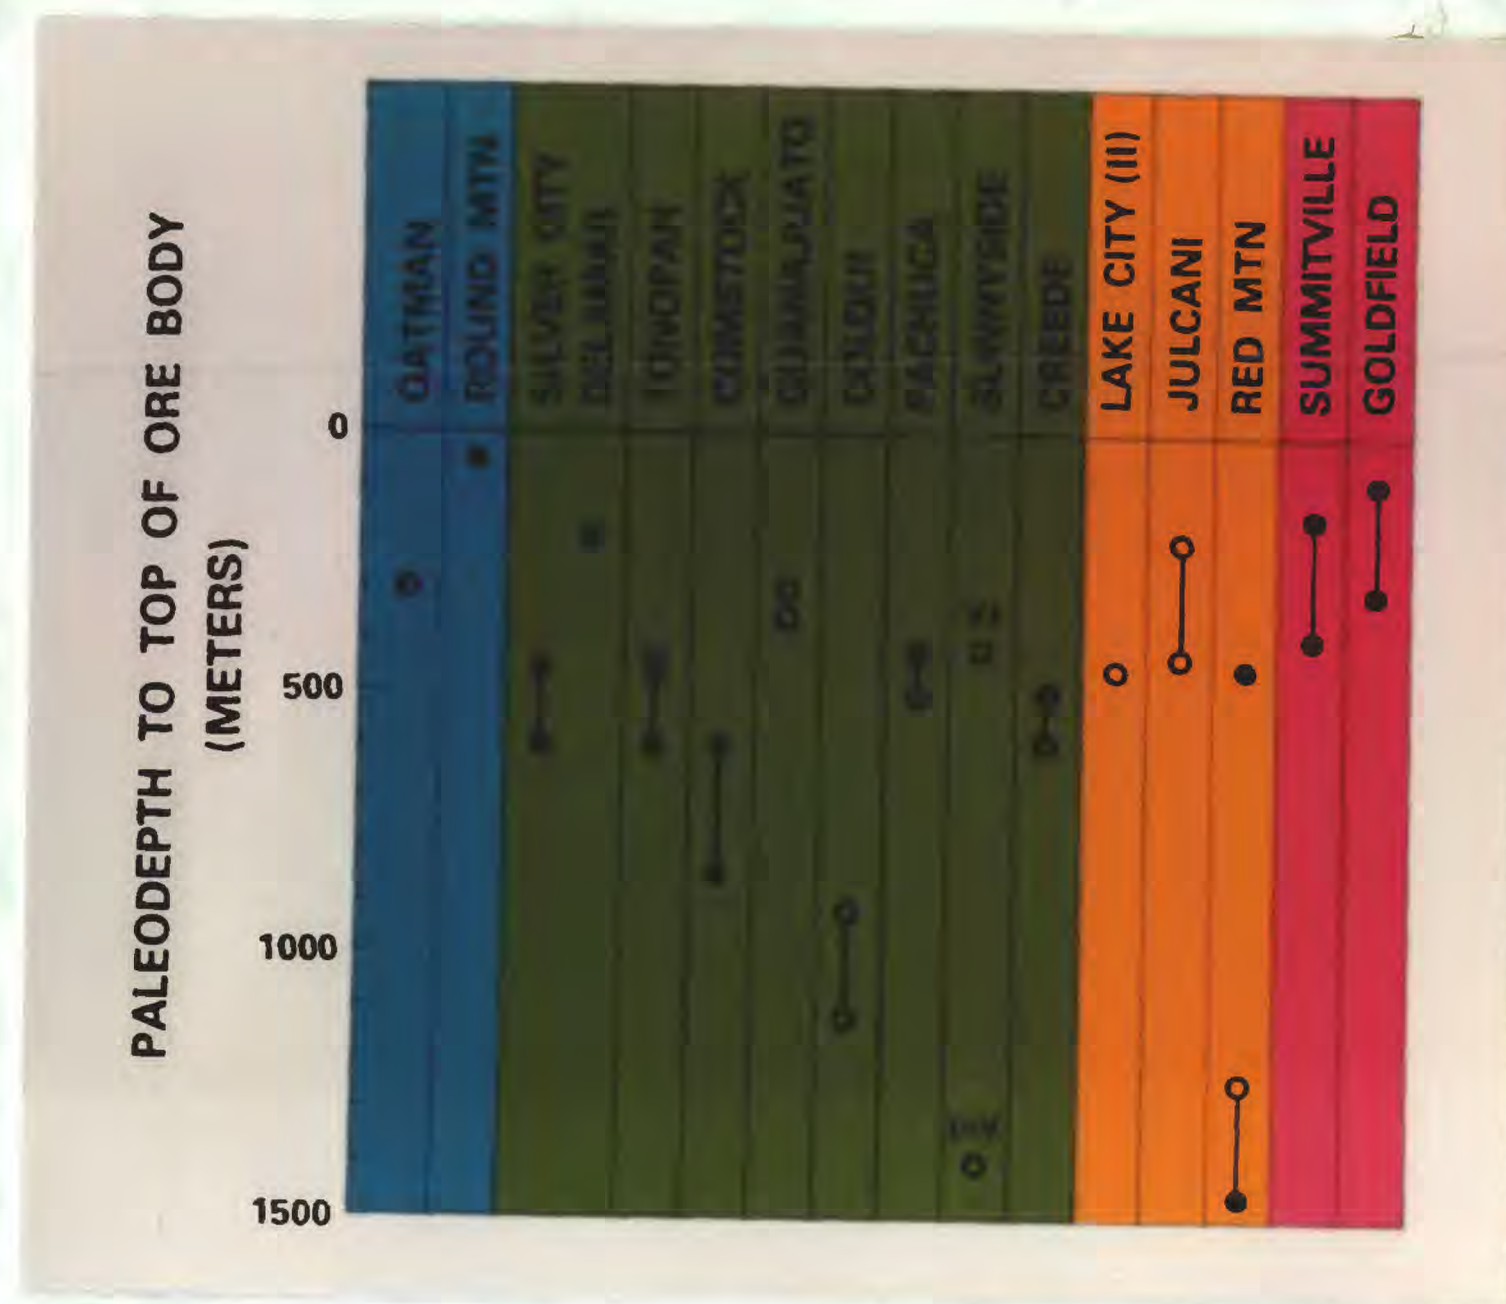 PALEODEPTH TO TOP OF ORE BODY
(METERS)
0
500
1000
1500
OATMAN
ROUND MTN
SILVER CITY
DELAMAR
TONOPAH
COMSTOCK
GUANAJUATO
COLQUI
PACHUCA
SUNNYSIDE
CREEDE
LAKE CITY (II)
JULCANI
RED MTN
SUMMITVILLE
GOLDFIELD